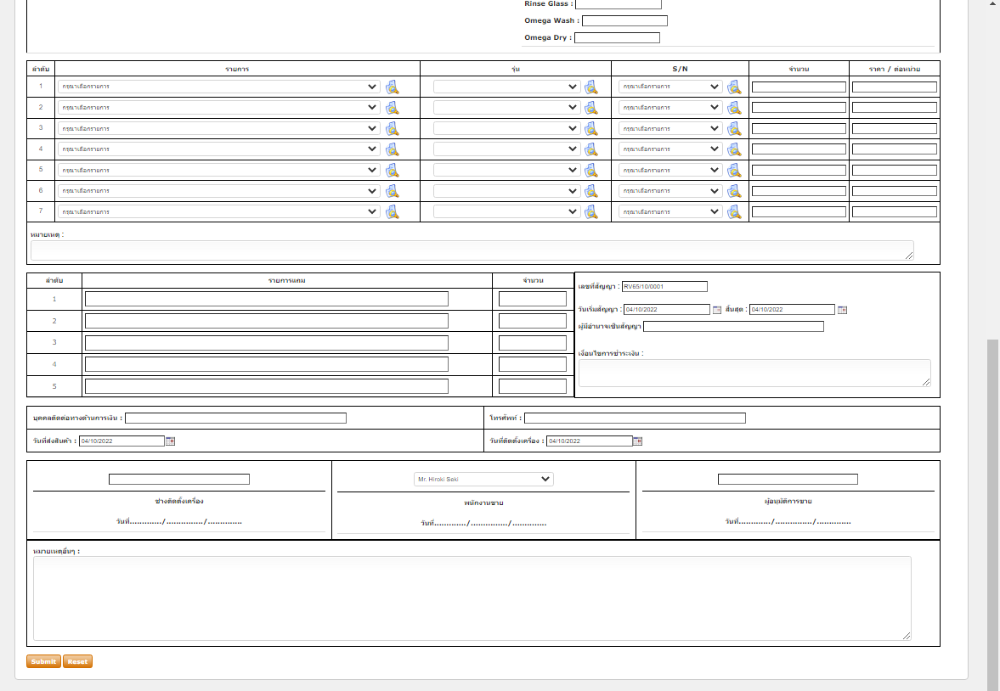 Rinse Glass :
Omega Wash :
Omega Dry :
ลำดับ รายการ รุ่น S/N จำนวน ราคา / ต่อหน่วย
1 กรุณาเลือกรายการ กรุณาเลือกรายการ
2 กรุณาเลือกรายการ กรุณาเลือกรายการ
3 กรุณาเลือกรายการ กรุณาเลือกรายการ
4 กรุณาเลือกรายการ กรุณาเลือกรายการ
5 กรุณาเลือกรายการ กรุณาเลือกรายการ
6 กรุณาเลือกรายการ กรุณาเลือกรายการ
7 กรุณาเลือกรายการ กรุณาเลือกรายการ
หมายเหตุ :
ลำดับ รายการแถม จำนวน
1
2
3
4
5
เลขที่สัญญา : RV65/10/0001
วันเริ่มสัญญา : 04/10/2022 สิ้นสุด : 04/10/2022
ผู้มีอำนาจเซ็นสัญญา
เงื่อนไขการชำระเงิน :
บุคคลติดต่อทางด้านการเงิน : โทรศัพท์ :
วันที่ส่งสินค้า : 04/10/2022 วันที่ติดตั้งเครื่อง : 04/10/2022
Mr. Hiroki Seki
ช่างติดตั้งเครื่อง พนักงานขาย ผู้อนุมัติการขาย
วันที่............./.............../.............. วันที่............./.............../.............. วันที่............./.............../..............
หมายเหตุอื่นๆ :
Submit Reset